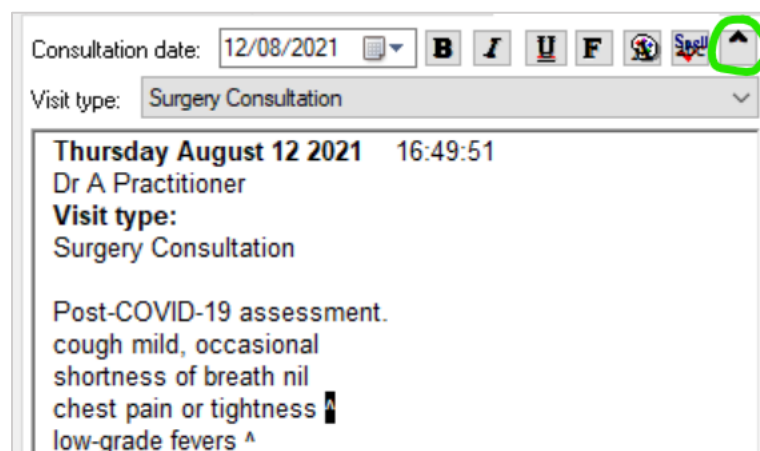 Consultation date: 12/08/2021 B I U F Spell ^
Visit type: Surgery Consultation
Thursday August 12 2021 16:49:51
Dr A Practitioner
Visit type:
Surgery Consultation
Post-COVID-19 assessment.
cough mild, occasional
shortness of breath nil
chest pain or tightness ^
low-grade fevers ^